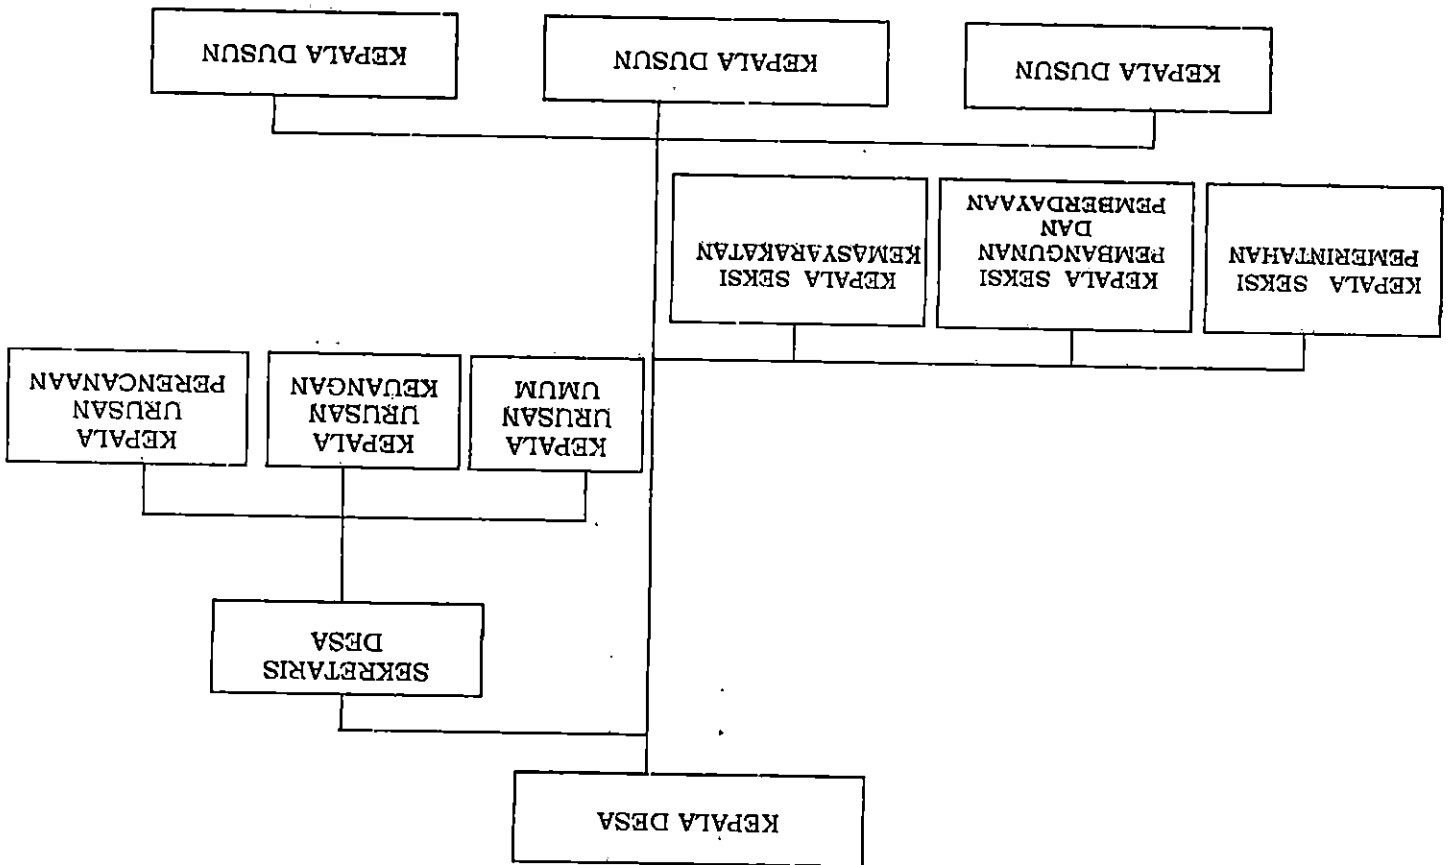 KEPALA DESA
SEKRETARIS
DESA
KEPALA
URUSAN
UMUM
KEPALA
URUSAN
KEUANGAN
KEPALA
URUSAN
PERENCANAAN
KEPALA SEKSI
PEMERINTAHAN
KEPALA SEKSI
PEMBANGUNAN
DAN
PEMBERDAYAAN
KEPALA SEKSI
KEMASYARAKATAN
KEPALA DUSUN
KEPALA DUSUN
KEPALA DUSUN